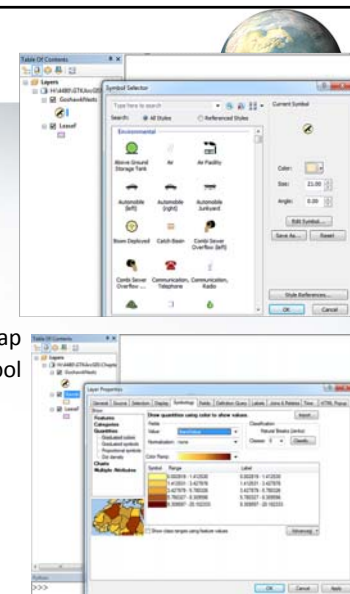 Table Of Contents
Layers
GoshawkNests
Leasef
Symbol Selector
Type here to search
Search:
All Styles
Referenced Styles
Environmental
Above Ground
Storage Tank
Air
Air Facility
Automobile
(left)
Automobile
(right)
Automobile
Junkyard
Boom Deployed
Catch Basin
Combi Sewer
Overflow (left)
Combi Sewer
Overflow ...
Communication,
Telephone
Communication,
Radio
Current Symbol
Color:
Size:
21.00
Angle:
0.00
Edit Symbol...
Save As...
Reset
Style References...
OK
Cancel
ap
ol
Table Of Contents
Layers
GoshawkNests
Leasef
Python
>>>
Layer Properties
General
Source
Selection
Display
Symbology
Fields
Definition Query
Labels
Joins & Relates
Time
HTML Popup
Show:
Features
Categories
Quantities
Graduated colors
Graduated symbols
Proportional symbols
Dot density
Charts
Multiple Attributes
Draw quantities using color to show values.
Import...
Fields
Value:
Normalization:
none
Classification
Natural Breaks (Jenks)
Classes:
Classify...
Color Ramp:
Symbol
Range
Label
Show class ranges using feature values
Advanced
OK
Cancel
Apply